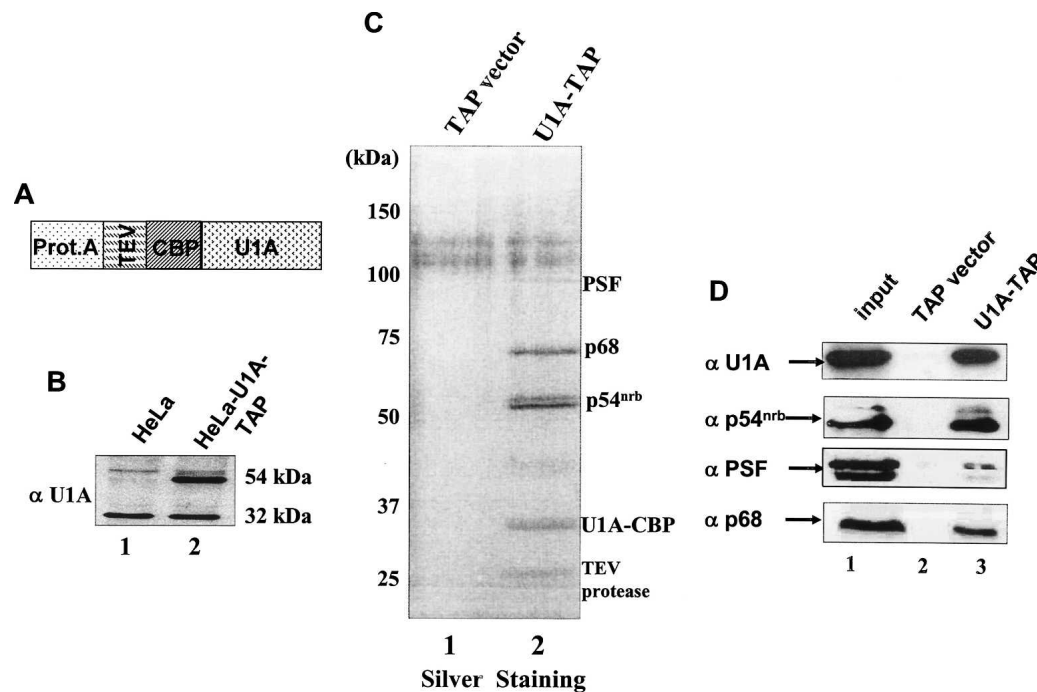 A
Prot.A TEV CBP U1A
B
HeLa
HeLa-U1A-
TAP
α U1A
54 kDa
32 kDa
1 2
C
TAP vector
U1A-TAP
(kDa)
150
100
75
50
37
25
PSF
p68
p54nrb
U1A-CBP
TEV
protease
1 2
Silver Staining
D
input
TAP vector
U1A-TAP
α U1A
α p54nrb
α PSF
α p68
1 2 3